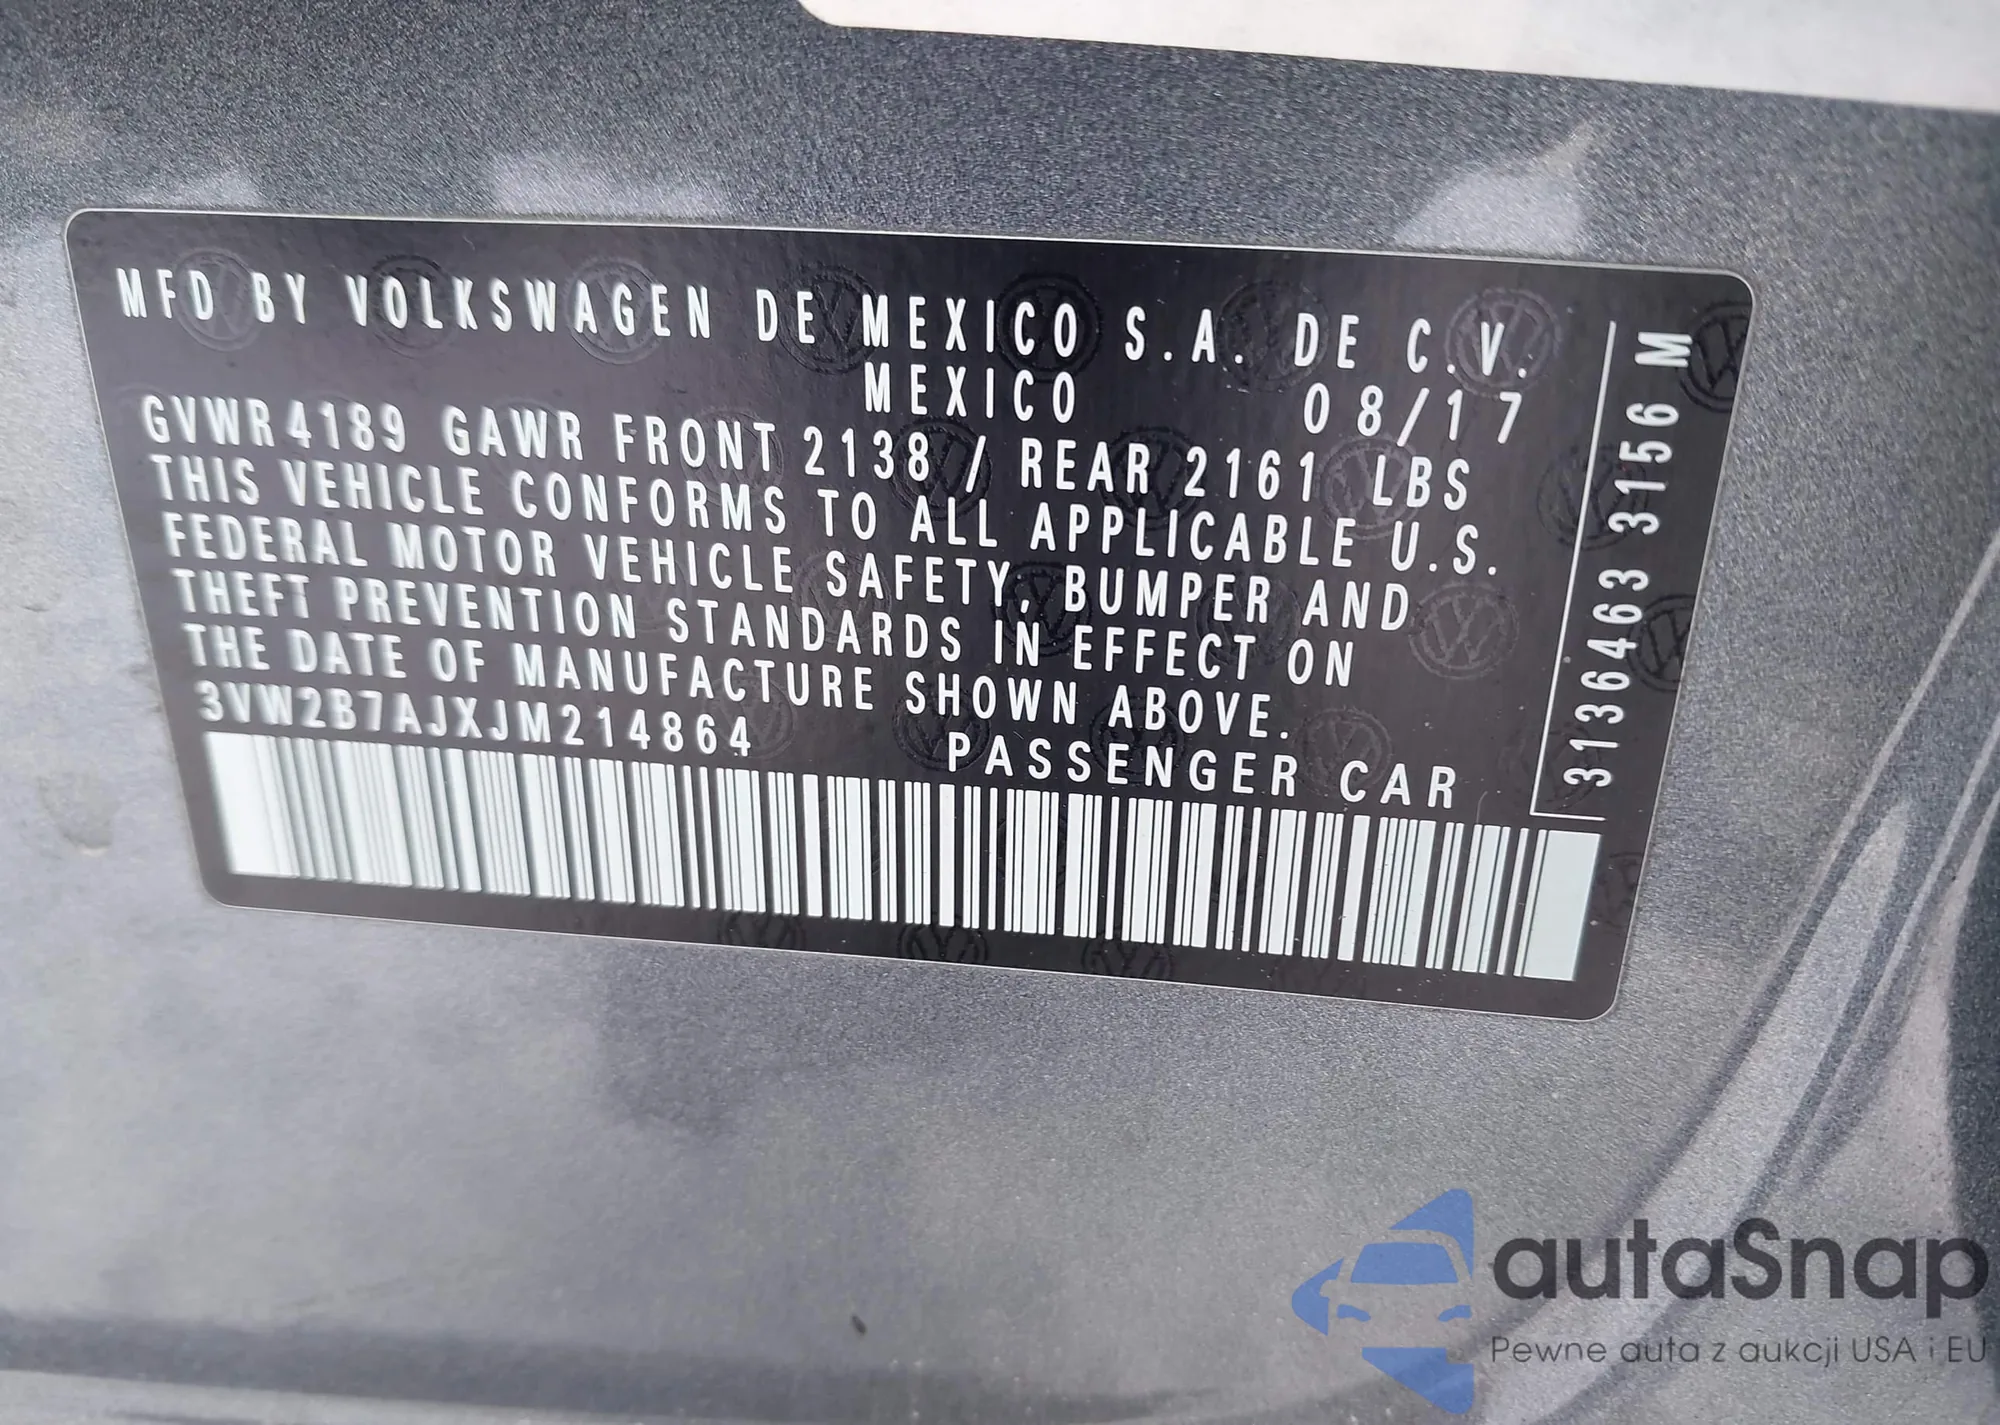 MFD BY VOLKSWAGEN DE MEXICO S.A. DE C.V.
MEXICO 08/17
GVWR 4189 GAWR FRONT 2138 / REAR 2161 LBS
THIS VEHICLE CONFORMS TO ALL APPLICABLE U.S.
FEDERAL MOTOR VEHICLE SAFETY, BUMPER AND
THEFT PREVENTION STANDARDS IN EFFECT ON
THE DATE OF MANUFACTURE SHOWN ABOVE.
3VW2B7AJXJM214864 PASSENGER CAR
3136463 3156 M
autaSnap
Pewne auta z aukcji USA i EU